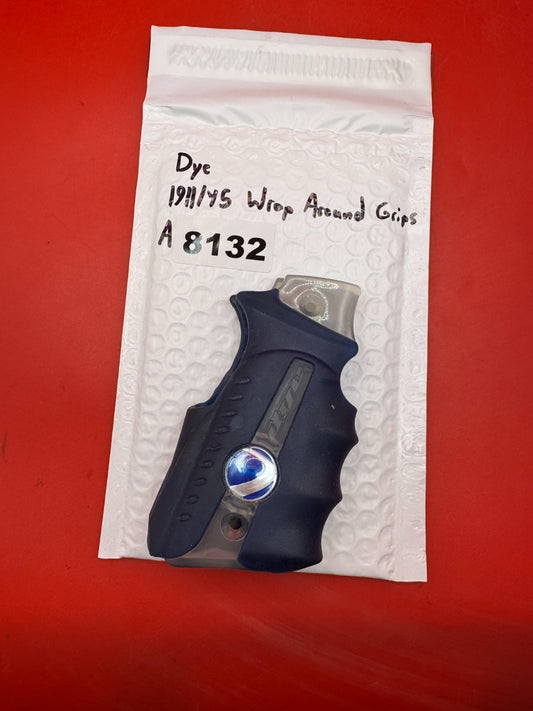 Dye
1911/45 Wrap Around Grips
A 8132